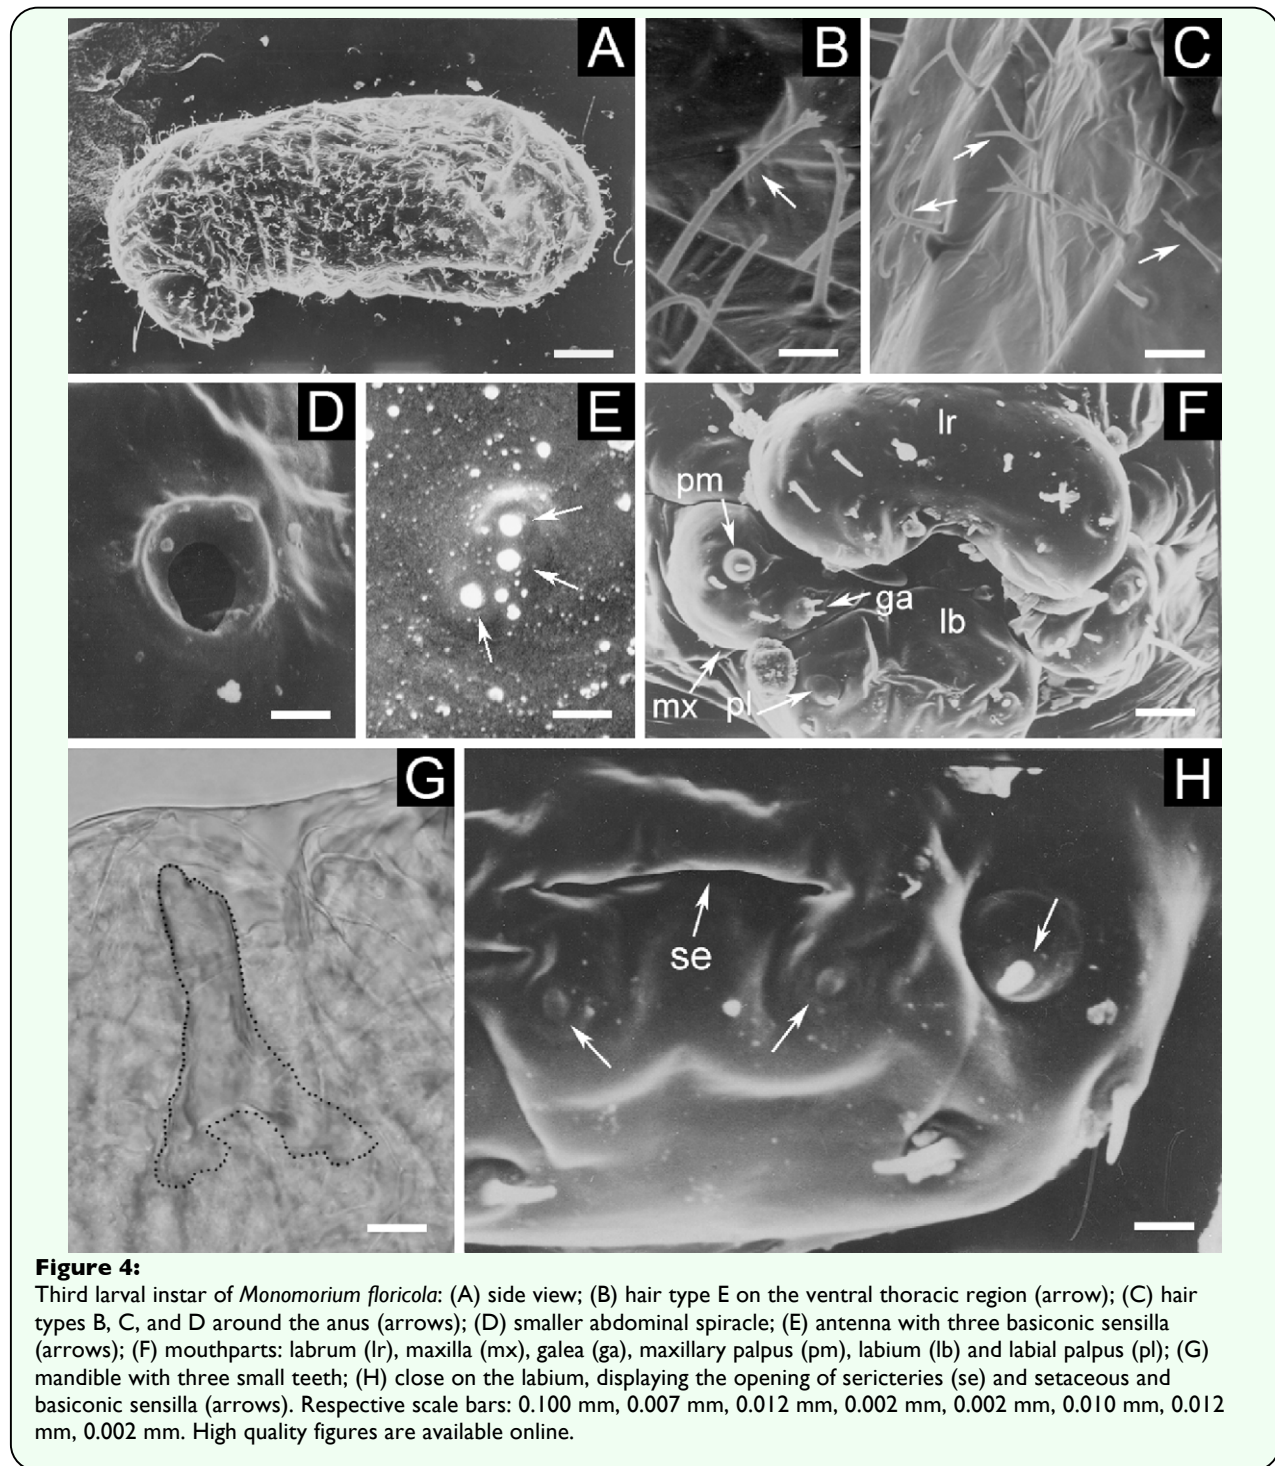 A
B
C
D
E
F
lr
pm
ga
lb
mx
pl
G
H
se
Figure 4:
Third larval instar of Monomorium floricola: (A) side view; (B) hair type E on the ventral thoracic region (arrow); (C) hair
types B, C, and D around the anus (arrows); (D) smaller abdominal spiracle; (E) antenna with three basiconic sensilla
(arrows); (F) mouthparts: labrum (lr), maxilla (mx), galea (ga), maxillary palpus (pm), labium (lb) and labial palpus (pl); (G)
mandible with three small teeth; (H) close on the labium, displaying the opening of sericteries (se) and setaceous and
basiconic sensilla (arrows). Respective scale bars: 0.100 mm, 0.007 mm, 0.012 mm, 0.002 mm, 0.002 mm, 0.010 mm, 0.012
mm, 0.002 mm. High quality figures are available online.